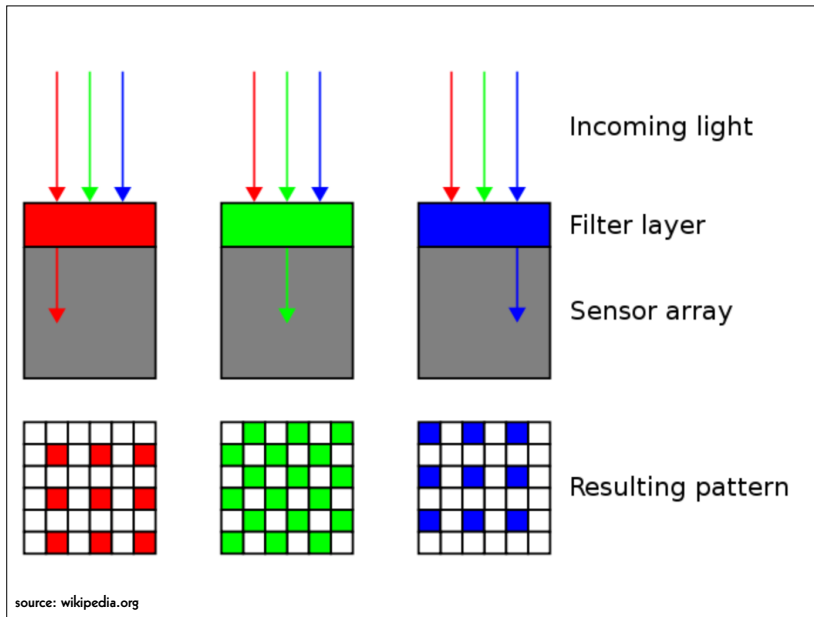 Incoming light
Filter layer
Sensor array
Resulting pattern
source: wikipedia.org